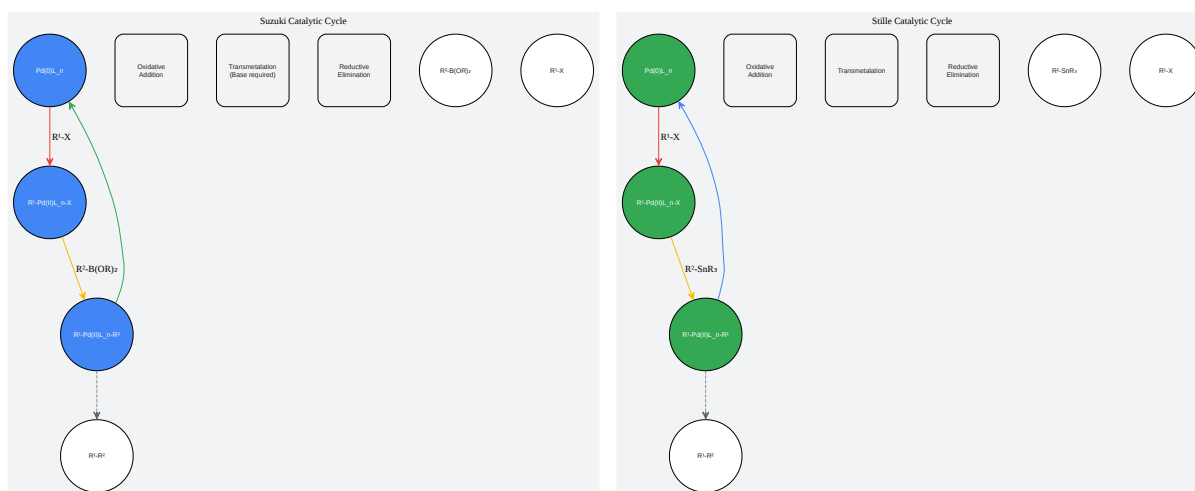 Suzuki Catalytic Cycle
Pd(0)L_n
Oxidative
Addition
Transmetalation
(Base required)
Reductive
Elimination
R²-B(OR)₂
R¹-X
R¹-X
R¹-Pd(II)L_n-X
R²-B(OR)₂
R¹-Pd(II)L_n-R²
R¹-R²
Stille Catalytic Cycle
Pd(0)L_n
Oxidative
Addition
Transmetalation
Reductive
Elimination
R²-SnR₃
R¹-X
R¹-X
R¹-Pd(II)L_n-X
R²-SnR₃
R¹-Pd(II)L_n-R²
R¹-R²